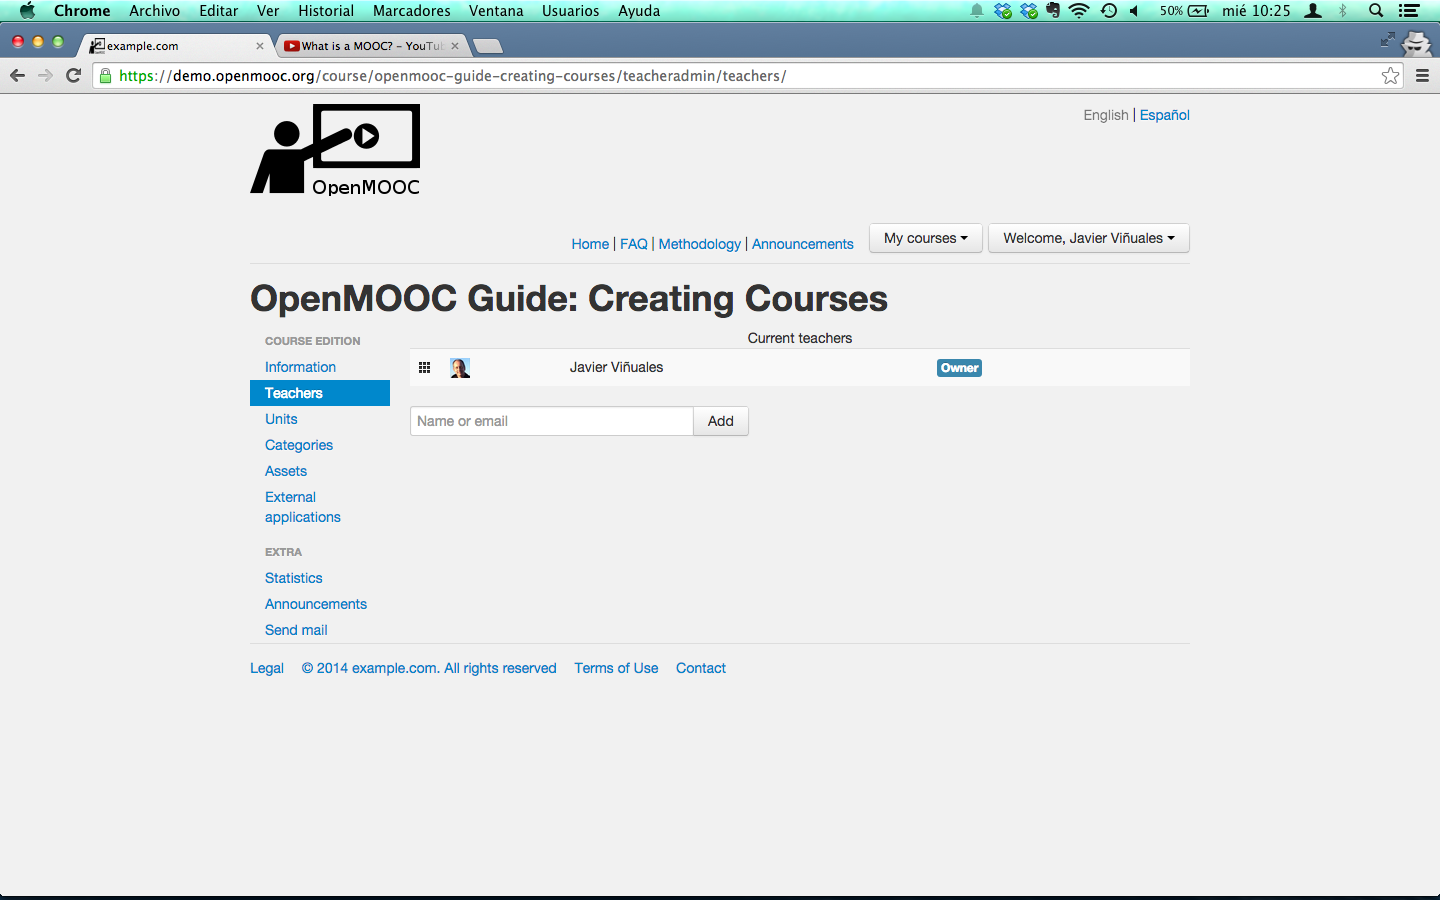 Chrome Archivo Editar Ver Historial Marcadores Ventana Usuarios Ayuda 50% mié 10:25
example.com What is a MOOC? - YouTub
https://demo.openmooc.org/course/openmooc-guide-creating-courses/teacheradmin/teachers/
English | Español
OpenMOOC
Home | FAQ | Methodology | Announcements My courses Welcome, Javier Viñuales
OpenMOOC Guide: Creating Courses
COURSE EDITION
Information
Teachers
Units
Categories
Assets
External
applications
EXTRA
Statistics
Announcements
Send mail
Current teachers
Javier Viñuales Owner
Name or email Add
Legal © 2014 example.com. All rights reserved Terms of Use Contact